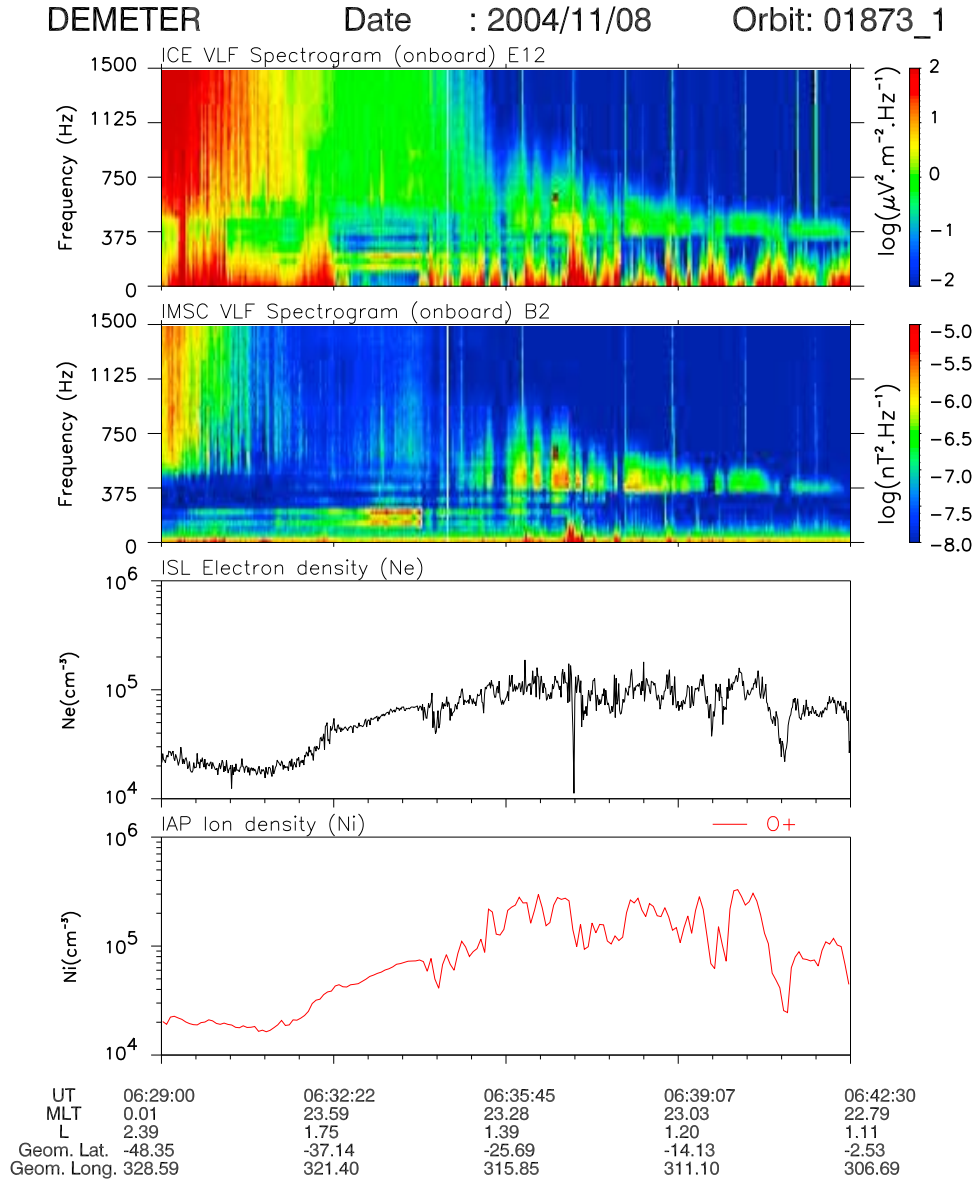 DEMETER Date : 2004/11/08 Orbit: 01873_1
ICE VLF Spectrogram (onboard) E12
1500
1125
750
375
0
Frequency (Hz)
2
1
0
−1
−2
log(μV².m⁻².Hz⁻¹)
IMSC VLF Spectrogram (onboard) B2
1500
1125
750
375
0
Frequency (Hz)
−5.0
−5.5
−6.0
−6.5
−7.0
−7.5
−8.0
log(nT².Hz⁻¹)
ISL Electron density (Ne)
10⁶
10⁵
10⁴
Ne(cm⁻³)
IAP Ion density (Ni)
O+
10⁶
10⁵
10⁴
Ni(cm⁻³)
UT 06:29:00 06:32:22 06:35:45 06:39:07 06:42:30
MLT 0.01 23.59 23.28 23.03 22.79
L 2.39 1.75 1.39 1.20 1.11
Geom. Lat. -48.35 -37.14 -25.69 -14.13 -2.53
Geom. Long. 328.59 321.40 315.85 311.10 306.69